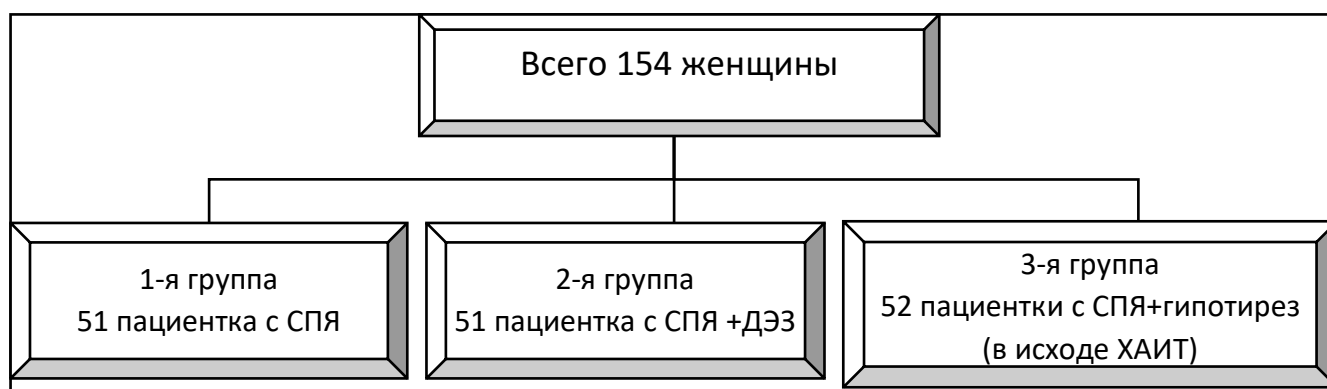 Всего 154 женщины
1-я группа
51 пациентка с СПЯ
2-я группа
51 пациентка с СПЯ +ДЭЗ
3-я группа
52 пациентки с СПЯ+гипотирез
(в исходе ХАИТ)